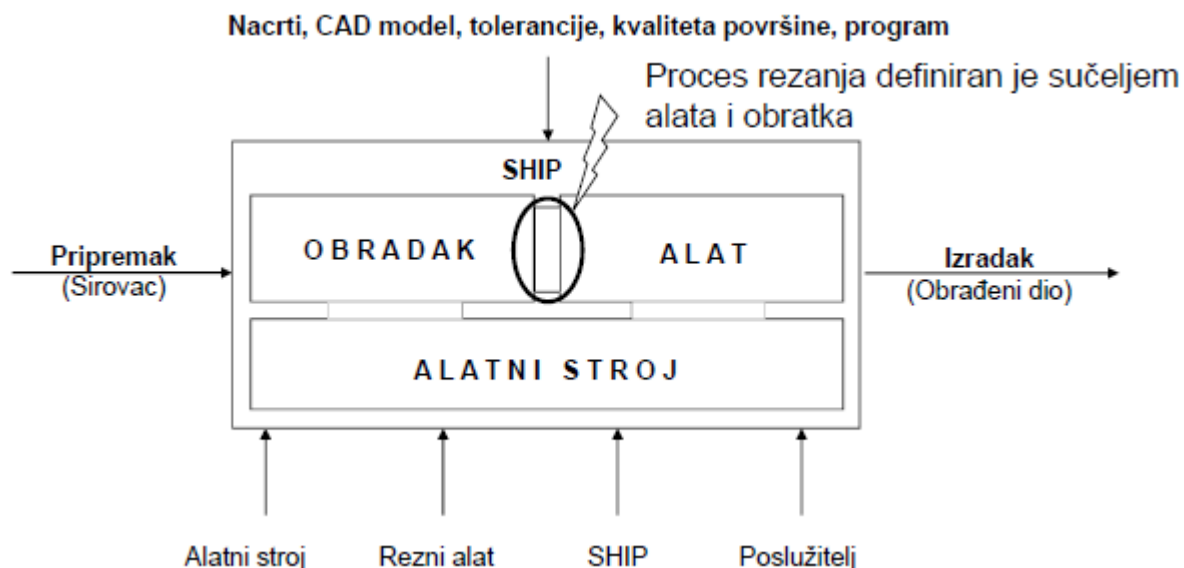 Nacrti, CAD model, tolerancije, kvaliteta površine, program
Proces rezanja definiran je sučeljem
alata i obratka
SHIP
OBRADAK
ALAT
Pripremak
(Sirovac)
Izradak
(Obrađeni dio)
ALATNI STROJ
Alatni stroj
Rezni alat
SHIP
Poslužitelj